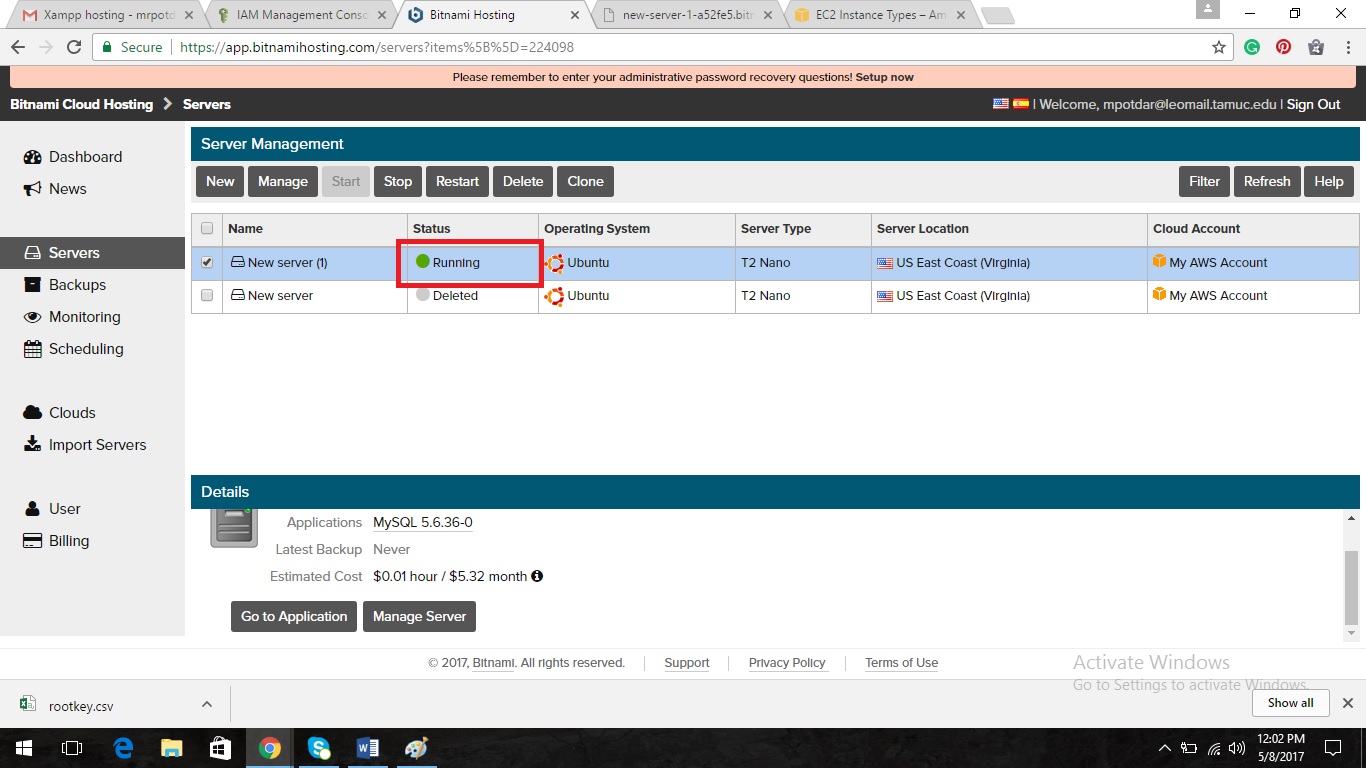 Xampp hosting - mrpotd
IAM Management Conso
Bitnami Hosting
new-server-1-a52fe5.bitn
EC2 Instance Types – Am
Secure
https://app.bitnamihosting.com/servers?items%5B%5D=224098
Please remember to enter your administrative password recovery questions! Setup now
Bitnami Cloud Hosting > Servers
| Welcome, mpotdar@leomail.tamuc.edu | Sign Out
Dashboard
News
Servers
Backups
Monitoring
Scheduling
Clouds
Import Servers
User
Billing
Server Management
New Manage Start Stop Restart Delete Clone Filter Refresh Help
Name Status Operating System Server Type Server Location Cloud Account
New server (1) Running Ubuntu T2 Nano US East Coast (Virginia) My AWS Account
New server Deleted Ubuntu T2 Nano US East Coast (Virginia) My AWS Account
Details
Applications MySQL 5.6.36-0
Latest Backup Never
Estimated Cost $0.01 hour / $5.32 month
Go to Application Manage Server
© 2017, Bitnami. All rights reserved. Support Privacy Policy Terms of Use
Activate Windows
Go to Settings to activate Windows.
rootkey.csv
Show all
12:02 PM
5/8/2017